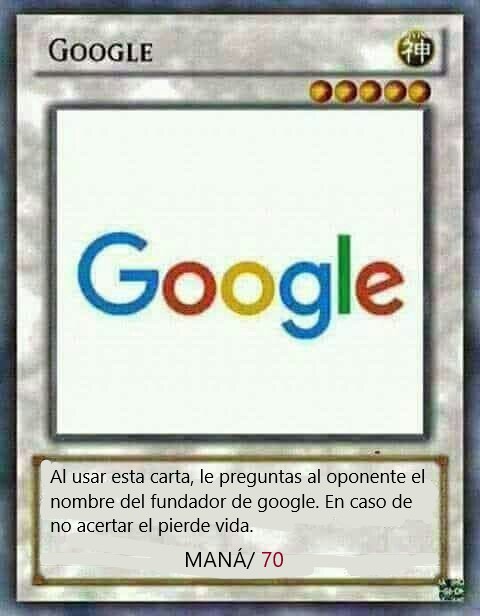 GOOGLE
神
Google
Al usar esta carta, le preguntas al oponente el
nombre del fundador de google. En caso de
no acertar el pierde vida.
MANÁ/ 70